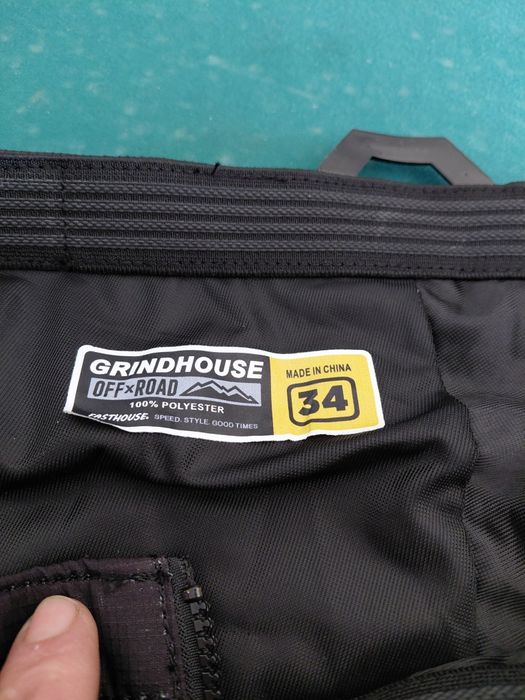 GRINDHOUSE
OFF×ROAD
100% POLYESTER
FASTHOUSE. SPEED. STYLE. GOOD TIMES
MADE IN CHINA
34